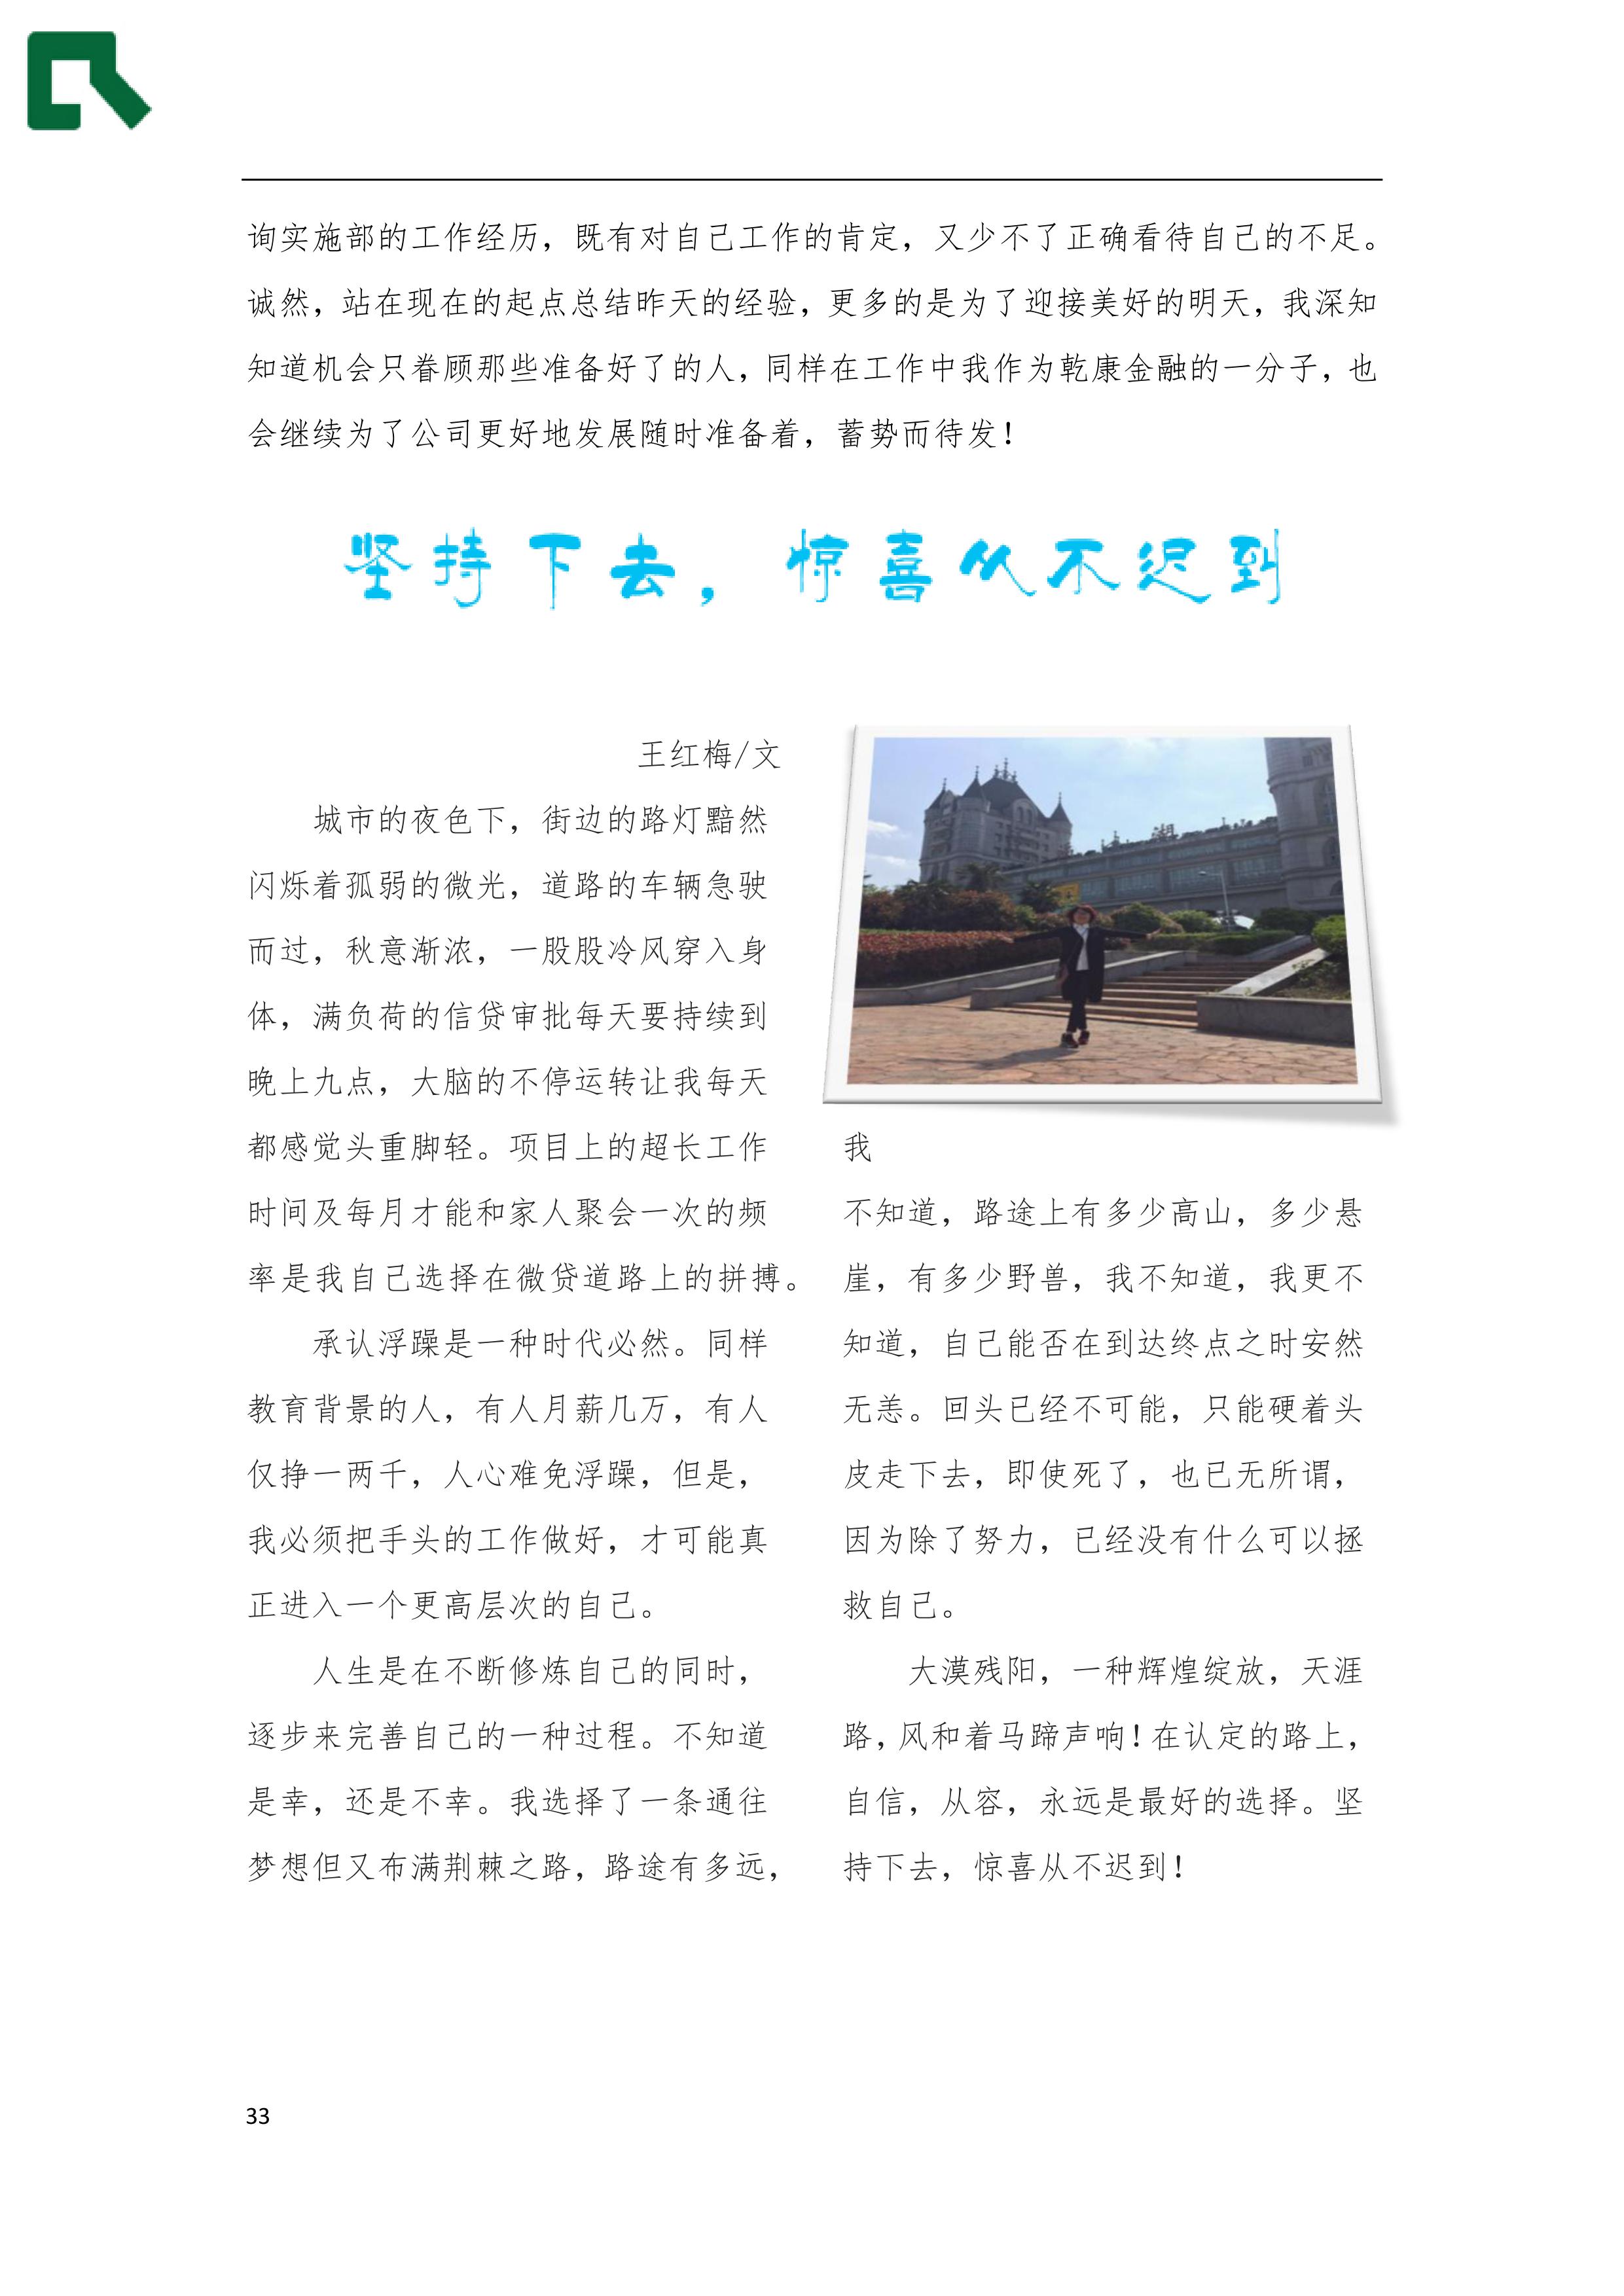 询实施部的工作经历，既有对自己工作的肯定，又少不了正确看待自己的不足。
诚然，站在现在的起点总结昨天的经验，更多的是为了迎接美好的明天，我深知
知道机会只眷顾那些准备好了的人，同样在工作中我作为乾康金融的一分子，也
会继续为了公司更好地发展随时准备着，蓄势而待发！
坚持下去，惊喜从不迟到
王红梅/文
城市的夜色下，街边的路灯黯然
闪烁着孤弱的微光，道路的车辆急驶
而过，秋意渐浓，一股股冷风穿入身
体，满负荷的信贷审批每天要持续到
晚上九点，大脑的不停运转让我每天
都感觉头重脚轻。项目上的超长工作
时间及每月才能和家人聚会一次的频
率是我自己选择在微贷道路上的拼搏。
承认浮躁是一种时代必然。同样
教育背景的人，有人月薪几万，有人
仅挣一两千，人心难免浮躁，但是，
我必须把手头的工作做好，才可能真
正进入一个更高层次的自己。
人生是在不断修炼自己的同时，
逐步来完善自己的一种过程。不知道
是幸，还是不幸。我选择了一条通往
梦想但又布满荆棘之路，路途有多远，
我
不知道，路途上有多少高山，多少悬
崖，有多少野兽，我不知道，我更不
知道，自己能否在到达终点之时安然
无恙。回头已经不可能，只能硬着头
皮走下去，即使死了，也已无所谓，
因为除了努力，已经没有什么可以拯
救自己。
大漠残阳，一种辉煌绽放，天涯
路，风和着马蹄声响！在认定的路上，
自信，从容，永远是最好的选择。坚
持下去，惊喜从不迟到！
33